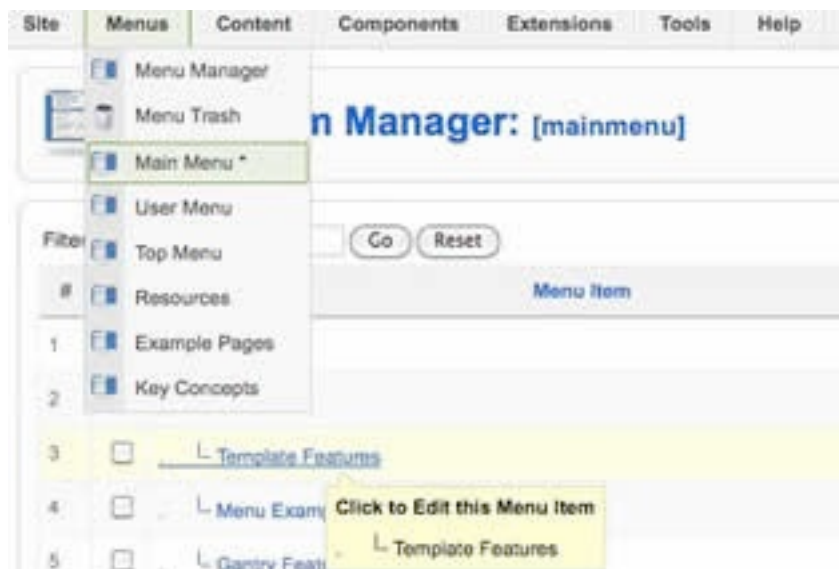 Site Menus Content Components Extensions Tools Help
Menu Manager
Menu Trash
n Manager: [mainmenu]
Main Menu *
User Menu
Filter Go Reset
Top Menu
# Menu Item
Resources
1 Example Pages
2 Key Concepts
3 Template Features
4 Menu Exam
Click to Edit this Menu Item
Template Features
5 Gantry Feat